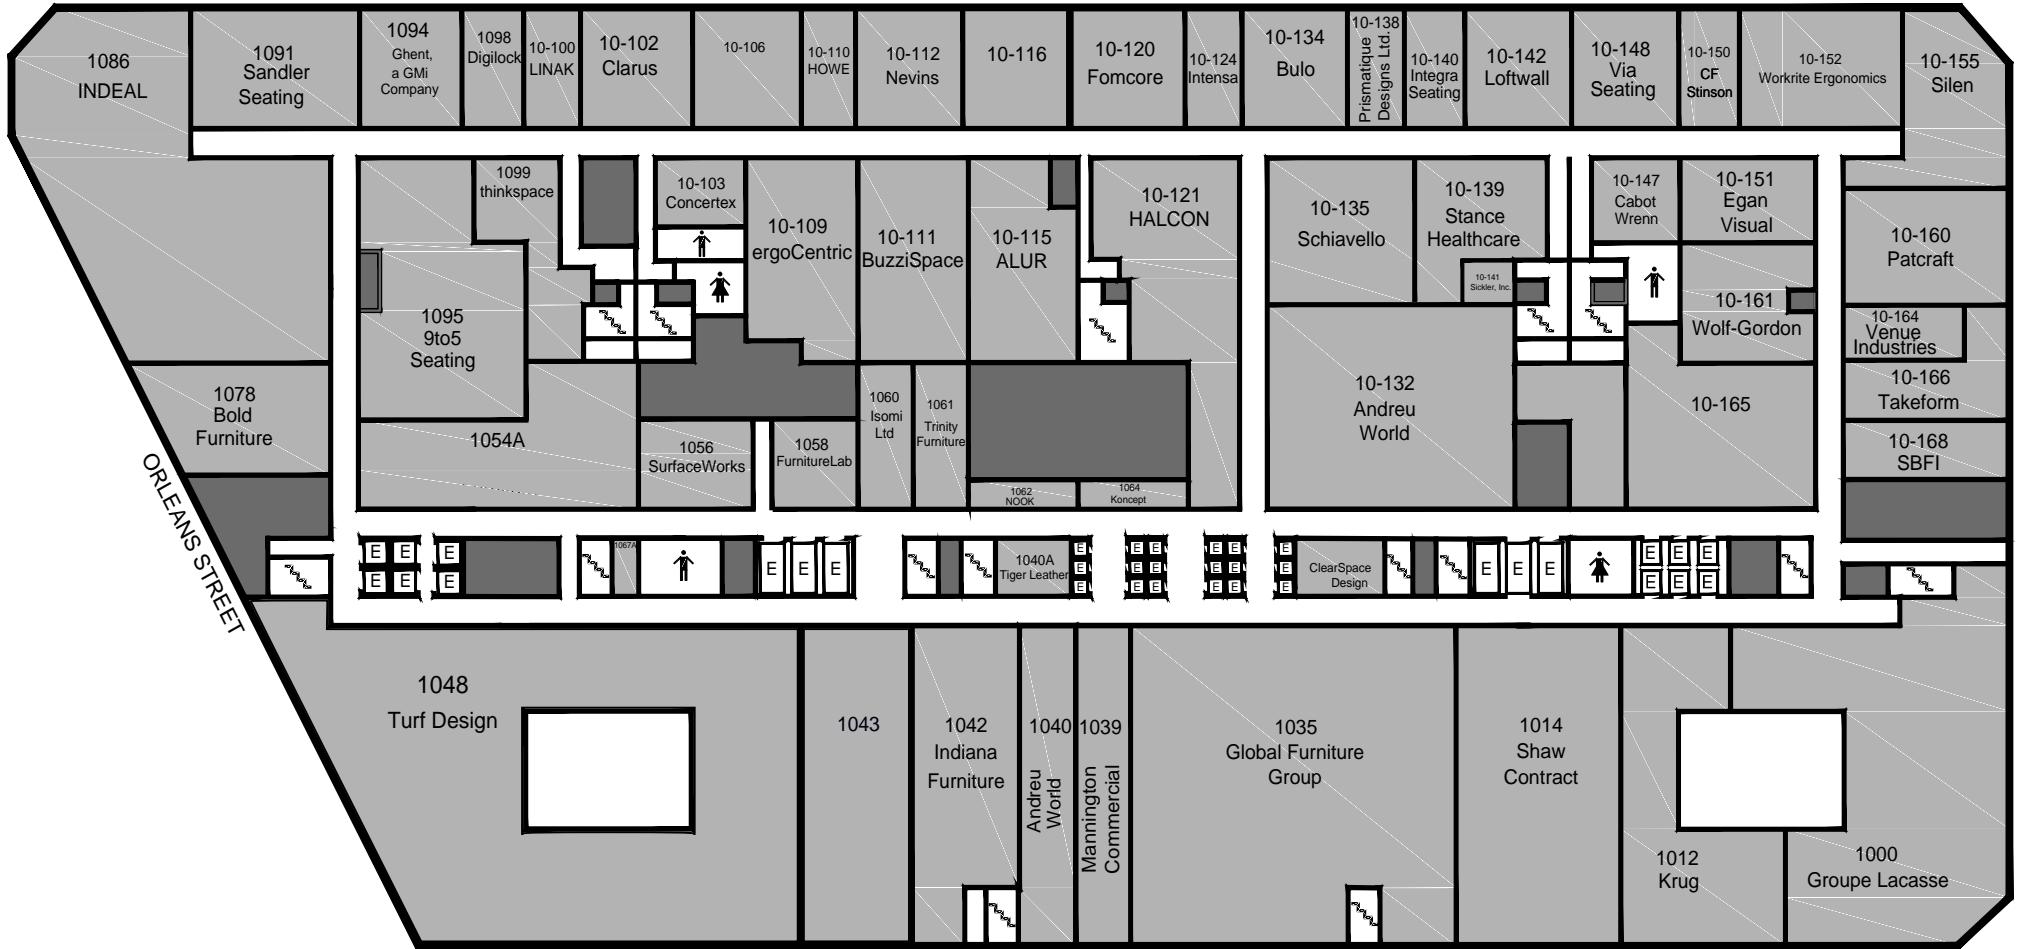 1086
INDEAL
1091
Sandler
Seating
1094
Ghent,
a GMi
Company
1098
Digilock
10-100
LINAK
10-102
Clarus
10-106
10-110
HOWE
10-112
Nevins
10-116
10-120
Fomcore
10-124
Intensa
10-134
Bulo
10-138
Prismatique
Designs Ltd.
10-140
Integra
Seating
10-142
Loftwall
10-148
Via
Seating
10-150
CF
Stinson
10-152
Workrite Ergonomics
10-155
Silen
1099
thinkspace
10-103
Concertex
10-109
ergoCentric
10-111
BuzziSpace
10-115
ALUR
10-121
HALCON
10-135
Schiavello
10-139
Stance
Healthcare
10-141
Sickler, Inc.
10-147
Cabot
Wrenn
10-151
Egan
Visual
10-160
Patcraft
10-161
Wolf-Gordon
10-164
Venue
Industries
1095
9to5
Seating
1078
Bold
Furniture
1054A
1056
SurfaceWorks
1058
FurnitureLab
1060
Isomi
Ltd
1061
Trinity
Furniture
1062
NOOK
1064
Koncept
10-132
Andreu
World
10-165
10-166
Takeform
10-168
SBFI
ORLEANS STREET
E E E
E E E
1067A
E E E
1040A
Tiger Leather
E
E
E
E E
E E
E E
E E
E E
E E
E
E
E
ClearSpace
Design
E E E
E E E
E E E
1048
Turf Design
1043
1042
Indiana
Furniture
1040
Andreu
World
1039
Mannington
Commercial
1035
Global Furniture
Group
1014
Shaw
Contract
1012
Krug
1000
Groupe Lacasse